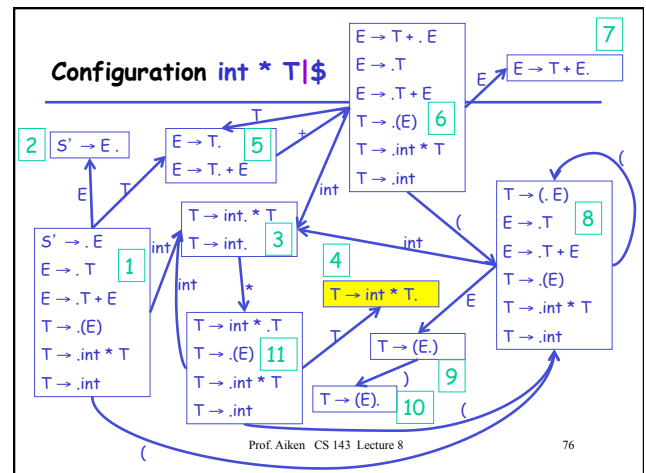 Configuration int * T|$
E → T + . E
E → .T
E → .T + E
T → .(E)
T → .int * T
T → .int
6
7
E → T + E.
E
2
S' → E .
E → T.
E → T. + E
5
T
+
int
(
E
T
1
S' → . E
E → . T
E → .T + E
T → .(E)
T → .int * T
T → .int
int
T → int. * T
T → int.
3
int
*
4
T → int * T.
T
int
(
T → (. E)
E → .T
E → .T + E
T → .(E)
T → .int * T
T → .int
8
E
T → int * .T
T → .(E)
T → .int * T
T → .int
11
T → (E.)
9
)
T → (E).
10
(
(
Prof. Aiken CS 143 Lecture 8
76